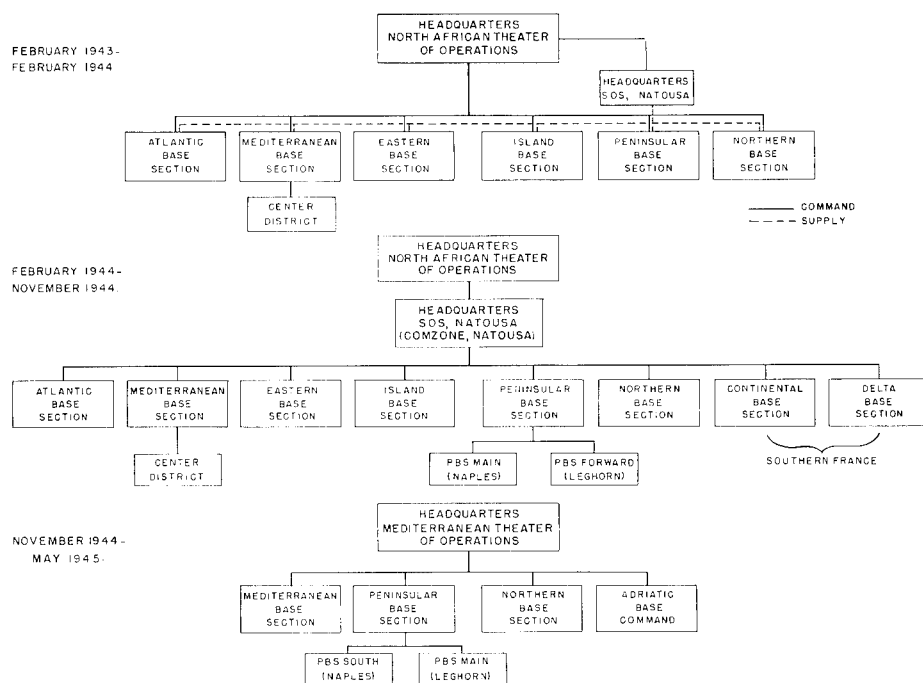 FEBRUARY 1943-
FEBRUARY 1944
HEADQUARTERS
NORTH AFRICAN THEATER
OF OPERATIONS
HEADQUARTERS
SOS, NATOUSA
ATLANTIC
BASE
SECTION
MEDITERRANEAN
BASE
SECTION
EASTERN
BASE
SECTION
ISLAND
BASE
SECTION
PENINSULAR
BASE
SECTION
NORTHERN
BASE
SECTION
CENTER
DISTRICT
COMMAND
SUPPLY
FEBRUARY 1944-
NOVEMBER 1944.
HEADQUARTERS
NORTH AFRICAN THEATER
OF OPERATIONS
HEADQUARTERS
SOS, NATOUSA
(COMZONE, NATOUSA)
ATLANTIC
BASE
SECTION
MEDITERRANEAN
BASE
SECTION
EASTERN
BASE
SECTION
ISLAND
BASE
SECTION
PENINSULAR
BASE
SECTION
NORTHERN
BASE
SECTION
CONTINENTAL
BASE
SECTION
DELTA
BASE
SECTION
CENTER
DISTRICT
PBS MAIN
(NAPLES)
PBS FORWARD
(LEGHORN)
SOUTHERN FRANCE
NOVEMBER 1944-
MAY 1945.
HEADQUARTERS
MEDITERRANEAN THEATER
OF OPERATIONS
MEDITERRANEAN
BASE
SECTION
PENINSULAR
BASE
SECTION
NORTHERN
BASE
SECTION
ADRIATIC
BASE
COMMAND
PBS SOUTH
(NAPLES)
PBS MAIN
(LEGHORN)